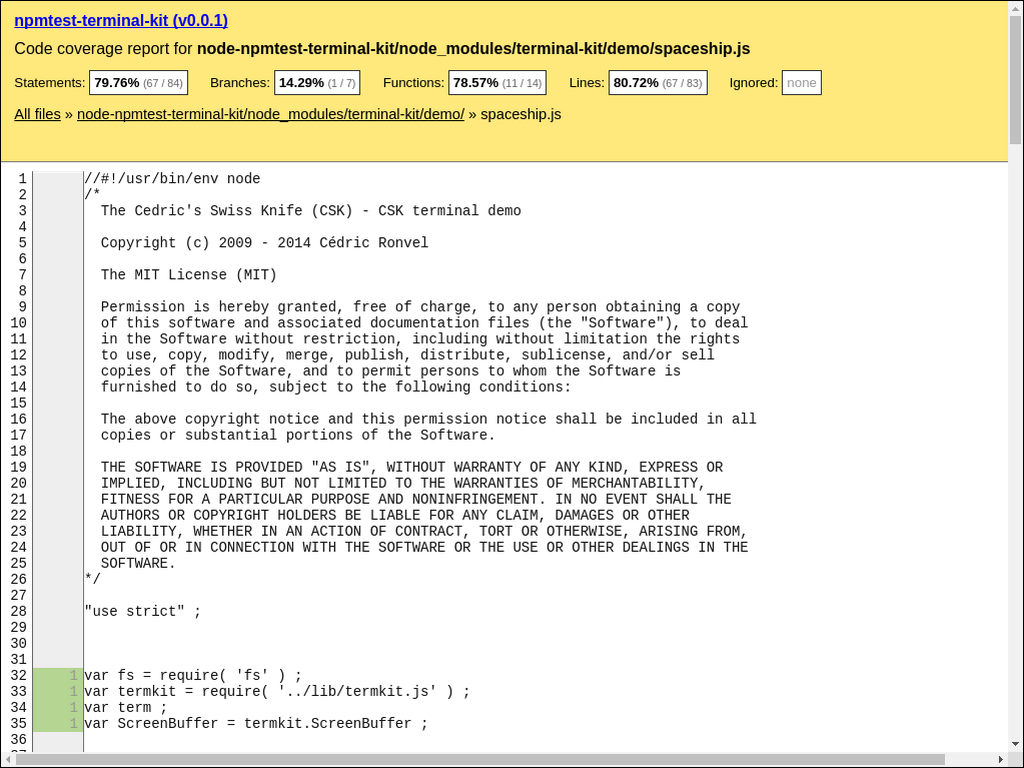 npmtest-terminal-kit (v0.0.1)
Code coverage report for node-npmtest-terminal-kit/node_modules/terminal-kit/demo/spaceship.js
Statements: 79.76% (67 / 84) Branches: 14.29% (1 / 7) Functions: 78.57% (11 / 14) Lines: 80.72% (67 / 83) Ignored: none
All files » node-npmtest-terminal-kit/node_modules/terminal-kit/demo/ » spaceship.js
1 //#!/usr/bin/env node
2 /*
3 The Cedric's Swiss Knife (CSK) - CSK terminal demo
4
5 Copyright (c) 2009 - 2014 Cédric Ronvel
6
7 The MIT License (MIT)
8
9 Permission is hereby granted, free of charge, to any person obtaining a copy
10 of this software and associated documentation files (the "Software"), to deal
11 in the Software without restriction, including without limitation the rights
12 to use, copy, modify, merge, publish, distribute, sublicense, and/or sell
13 copies of the Software, and to permit persons to whom the Software is
14 furnished to do so, subject to the following conditions:
15
16 The above copyright notice and this permission notice shall be included in all
17 copies or substantial portions of the Software.
18
19 THE SOFTWARE IS PROVIDED "AS IS", WITHOUT WARRANTY OF ANY KIND, EXPRESS OR
20 IMPLIED, INCLUDING BUT NOT LIMITED TO THE WARRANTIES OF MERCHANTABILITY,
21 FITNESS FOR A PARTICULAR PURPOSE AND NONINFRINGEMENT. IN NO EVENT SHALL THE
22 AUTHORS OR COPYRIGHT HOLDERS BE LIABLE FOR ANY CLAIM, DAMAGES OR OTHER
23 LIABILITY, WHETHER IN AN ACTION OF CONTRACT, TORT OR OTHERWISE, ARISING FROM,
24 OUT OF OR IN CONNECTION WITH THE SOFTWARE OR THE USE OR OTHER DEALINGS IN THE
25 SOFTWARE.
26 */
27
28 "use strict" ;
29
30
31
32 1 var fs = require( 'fs' ) ;
33 1 var termkit = require( '../lib/termkit.js' ) ;
34 1 var term ;
35 1 var ScreenBuffer = termkit.ScreenBuffer ;
36